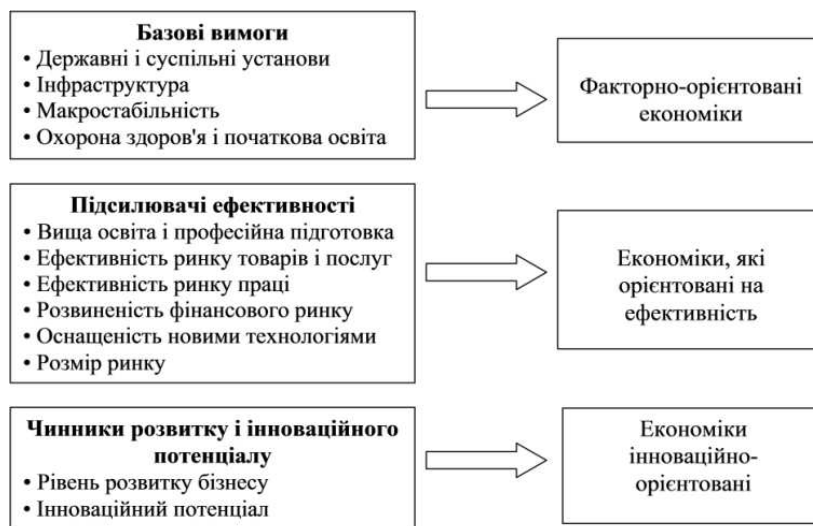 Базові вимоги
• Державні і суспільні установи
• Інфраструктура
• Макростабільність
• Охорона здоров'я і початкова освіта
Факторно-орієнтовані
економіки
Підсилювачі ефективності
• Вища освіта і професійна підготовка
• Ефективність ринку товарів і послуг
• Ефективність ринку праці
• Розвиненість фінансового ринку
• Оснащеність новими технологіями
• Розмір ринку
Економіки, які
орієнтовані на
ефективність
Чинники розвитку і інноваційного
потенціалу
• Рівень розвитку бізнесу
• Інноваційний потенціал
Економіки
інноваційно-
орієнтовані